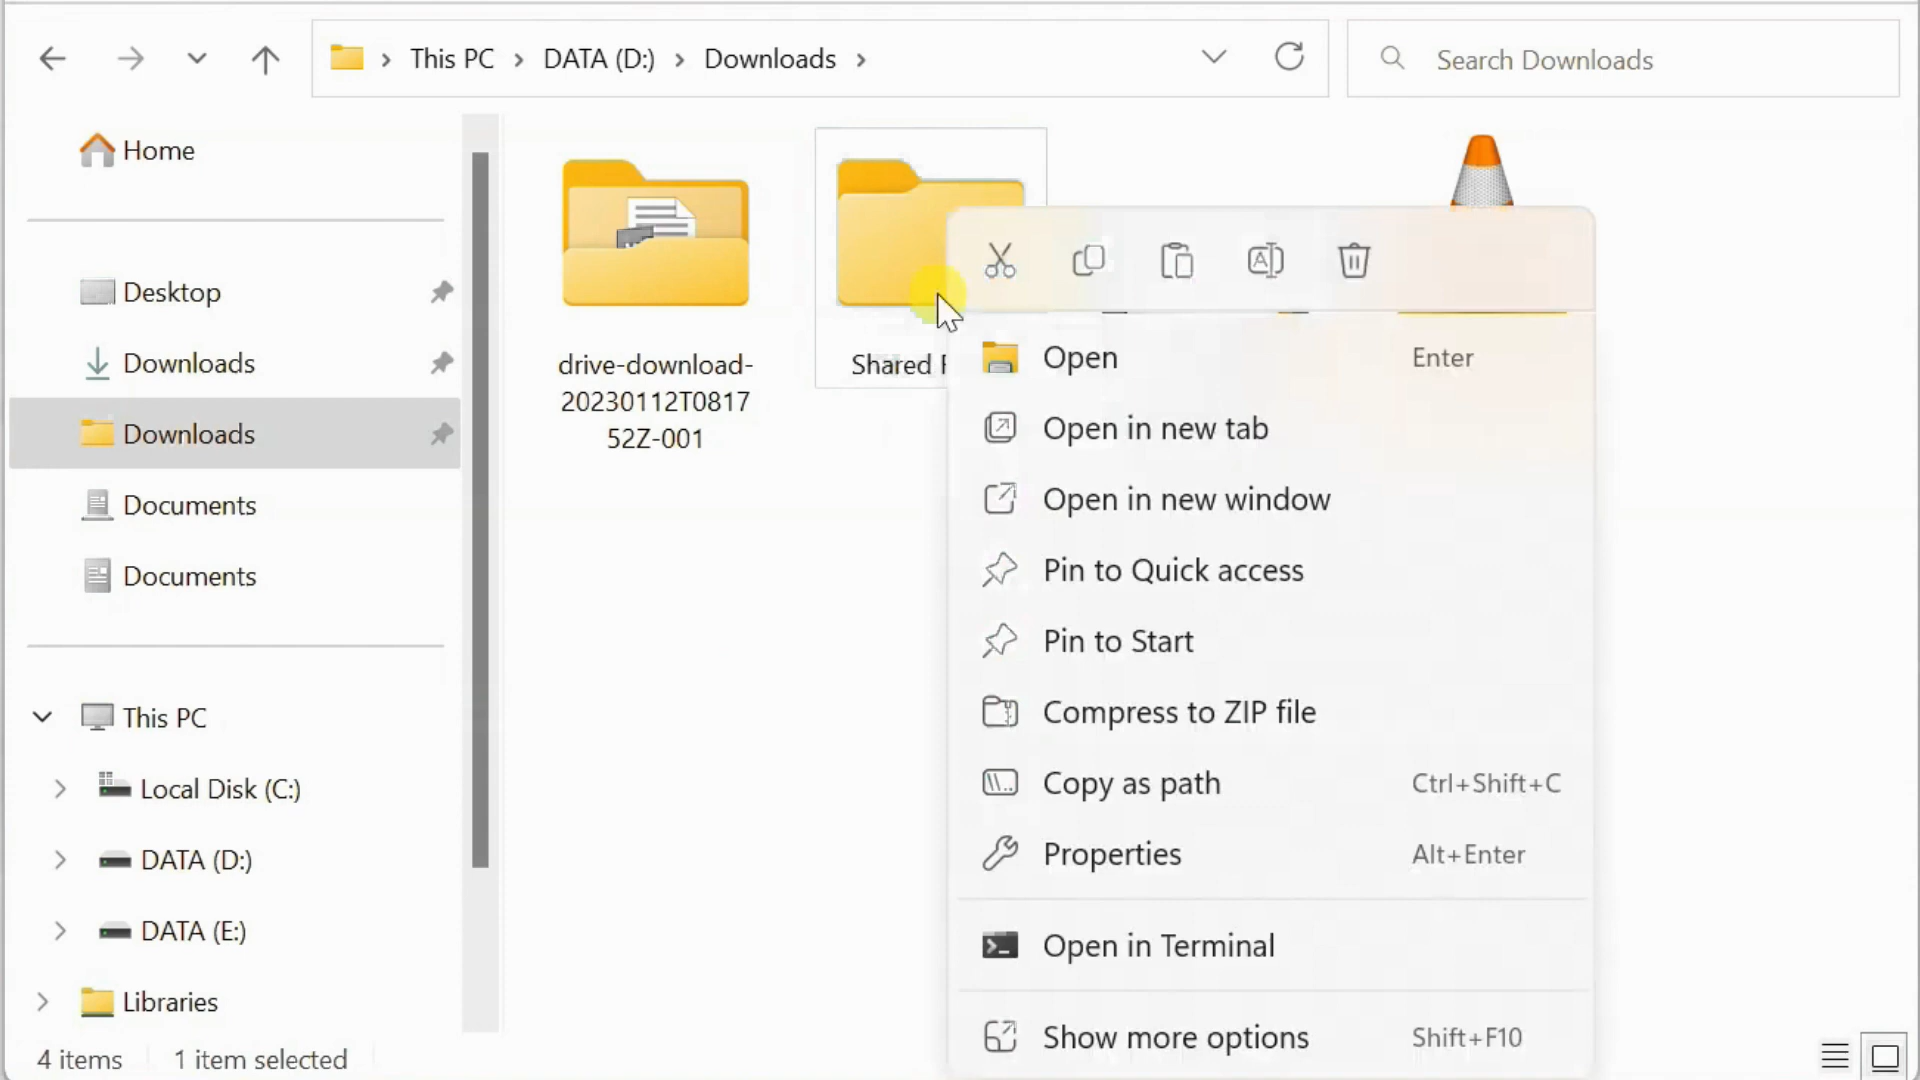 This PC > DATA (D:) > Downloads >
Search Downloads
Home
Desktop
Downloads
Downloads
Documents
Documents
This PC
Local Disk (C:)
DATA (D:)
DATA (E:)
Libraries
drive-download-
20230112T0817
52Z-001
Shared
Open Enter
Open in new tab
Open in new window
Pin to Quick access
Pin to Start
Compress to ZIP file
Copy as path Ctrl+Shift+C
Properties Alt+Enter
Open in Terminal
Show more options Shift+F10
4 items 1 item selected